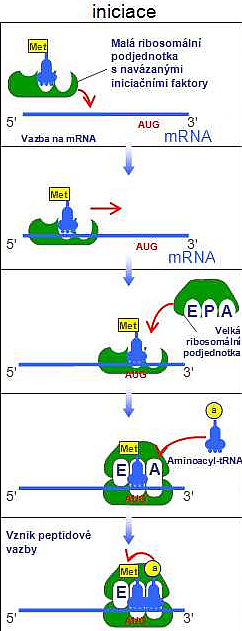 iniciace
Met
Malá ribosomální
podjednotka
s navázanými
iniciačními faktory
5'
3'
AUG
Vazba na mRNA
mRNA
Met
5'
3'
AUG
mRNA
E P A
Met
Velká
ribosomální
podjednotka
5'
3'
AUG
a
Met
E A
Aminoacyl-tRNA
5'
3'
AUG
Vznik peptidové
vazby
Met
a
E
5'
3'
AUG